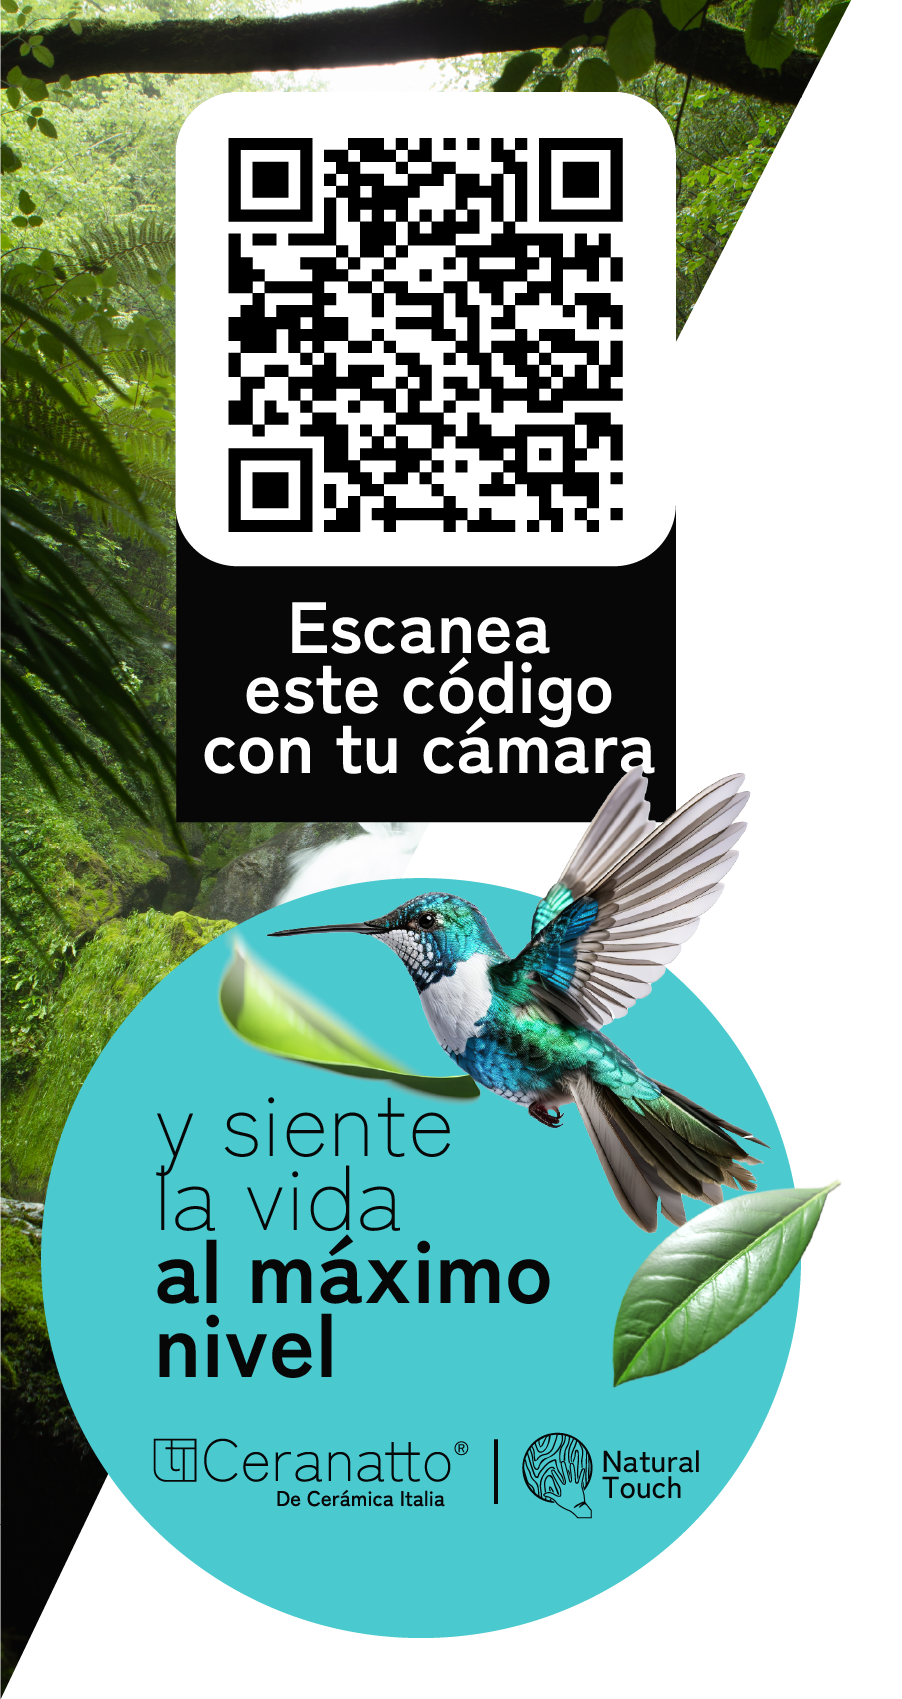 Escanea
este código
con tu cámara
y siente
la vida
al máximo
nivel
Ceranatto®
De Cerámica Italia
Natural
Touch